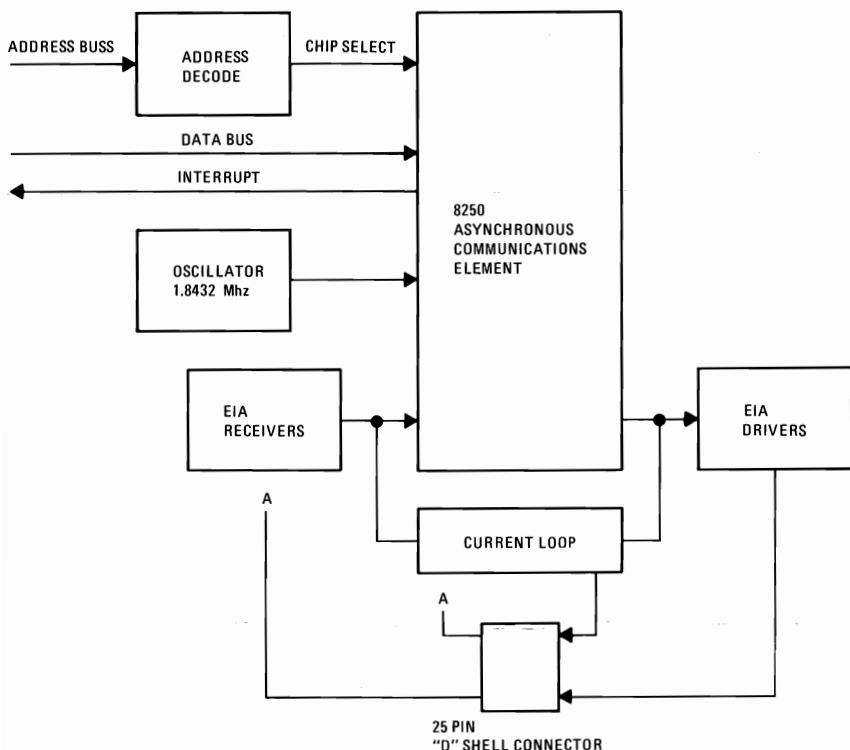 ADDRESS BUSS
ADDRESS
DECODE
CHIP SELECT
DATA BUS
INTERRUPT
8250
ASYNCHRONOUS
COMMUNICATIONS
ELEMENT
OSCILLATOR
1.8432 Mhz
EIA
RECEIVERS
EIA
DRIVERS
A
CURRENT LOOP
A
25 PIN
"D" SHELL CONNECTOR